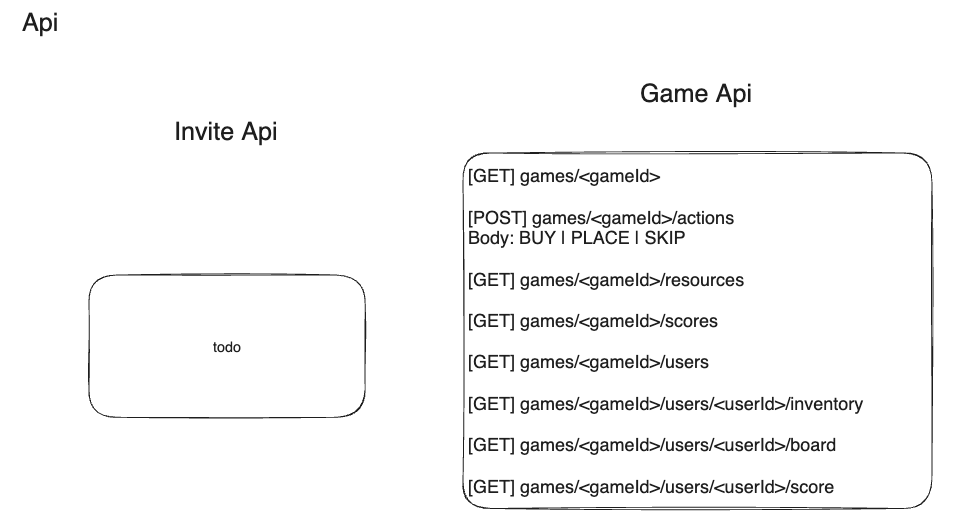 Api
Invite Api
todo
Game Api
[GET] games/<gameId>
[POST] games/<gameId>/actions
Body: BUY | PLACE | SKIP
[GET] games/<gameId>/resources
[GET] games/<gameId>/scores
[GET] games/<gameId>/users
[GET] games/<gameId>/users/<userId>/inventory
[GET] games/<gameId>/users/<userId>/board
[GET] games/<gameId>/users/<userId>/score